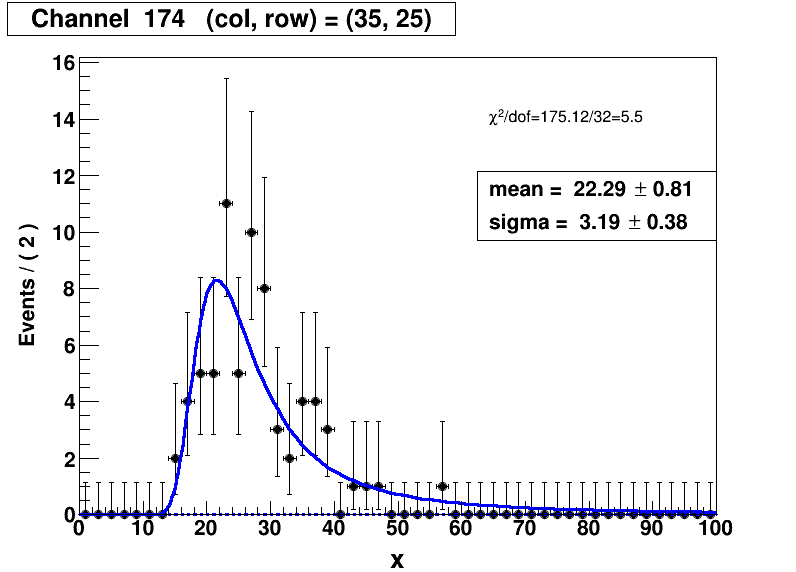 Channel 174 (col, row) = (35, 25)
Events / ( 2 )
16
14
12
10
8
6
4
2
0
χ²/dof=175.12/32=5.5
mean = 22.29 ± 0.81
sigma = 3.19 ± 0.38
0 10 20 30 40 50 60 70 80 90 100
x